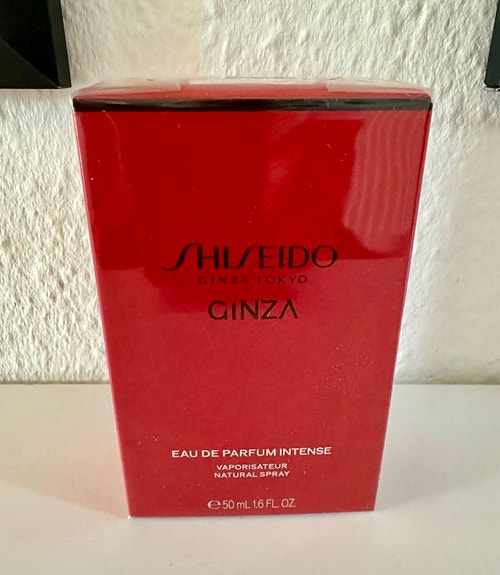 SHISEIDO
GINZA TOKYO
GINZA
EAU DE PARFUM INTENSE
VAPORISATEUR
NATURAL SPRAY
℮50 mL 1.6 FL. OZ.